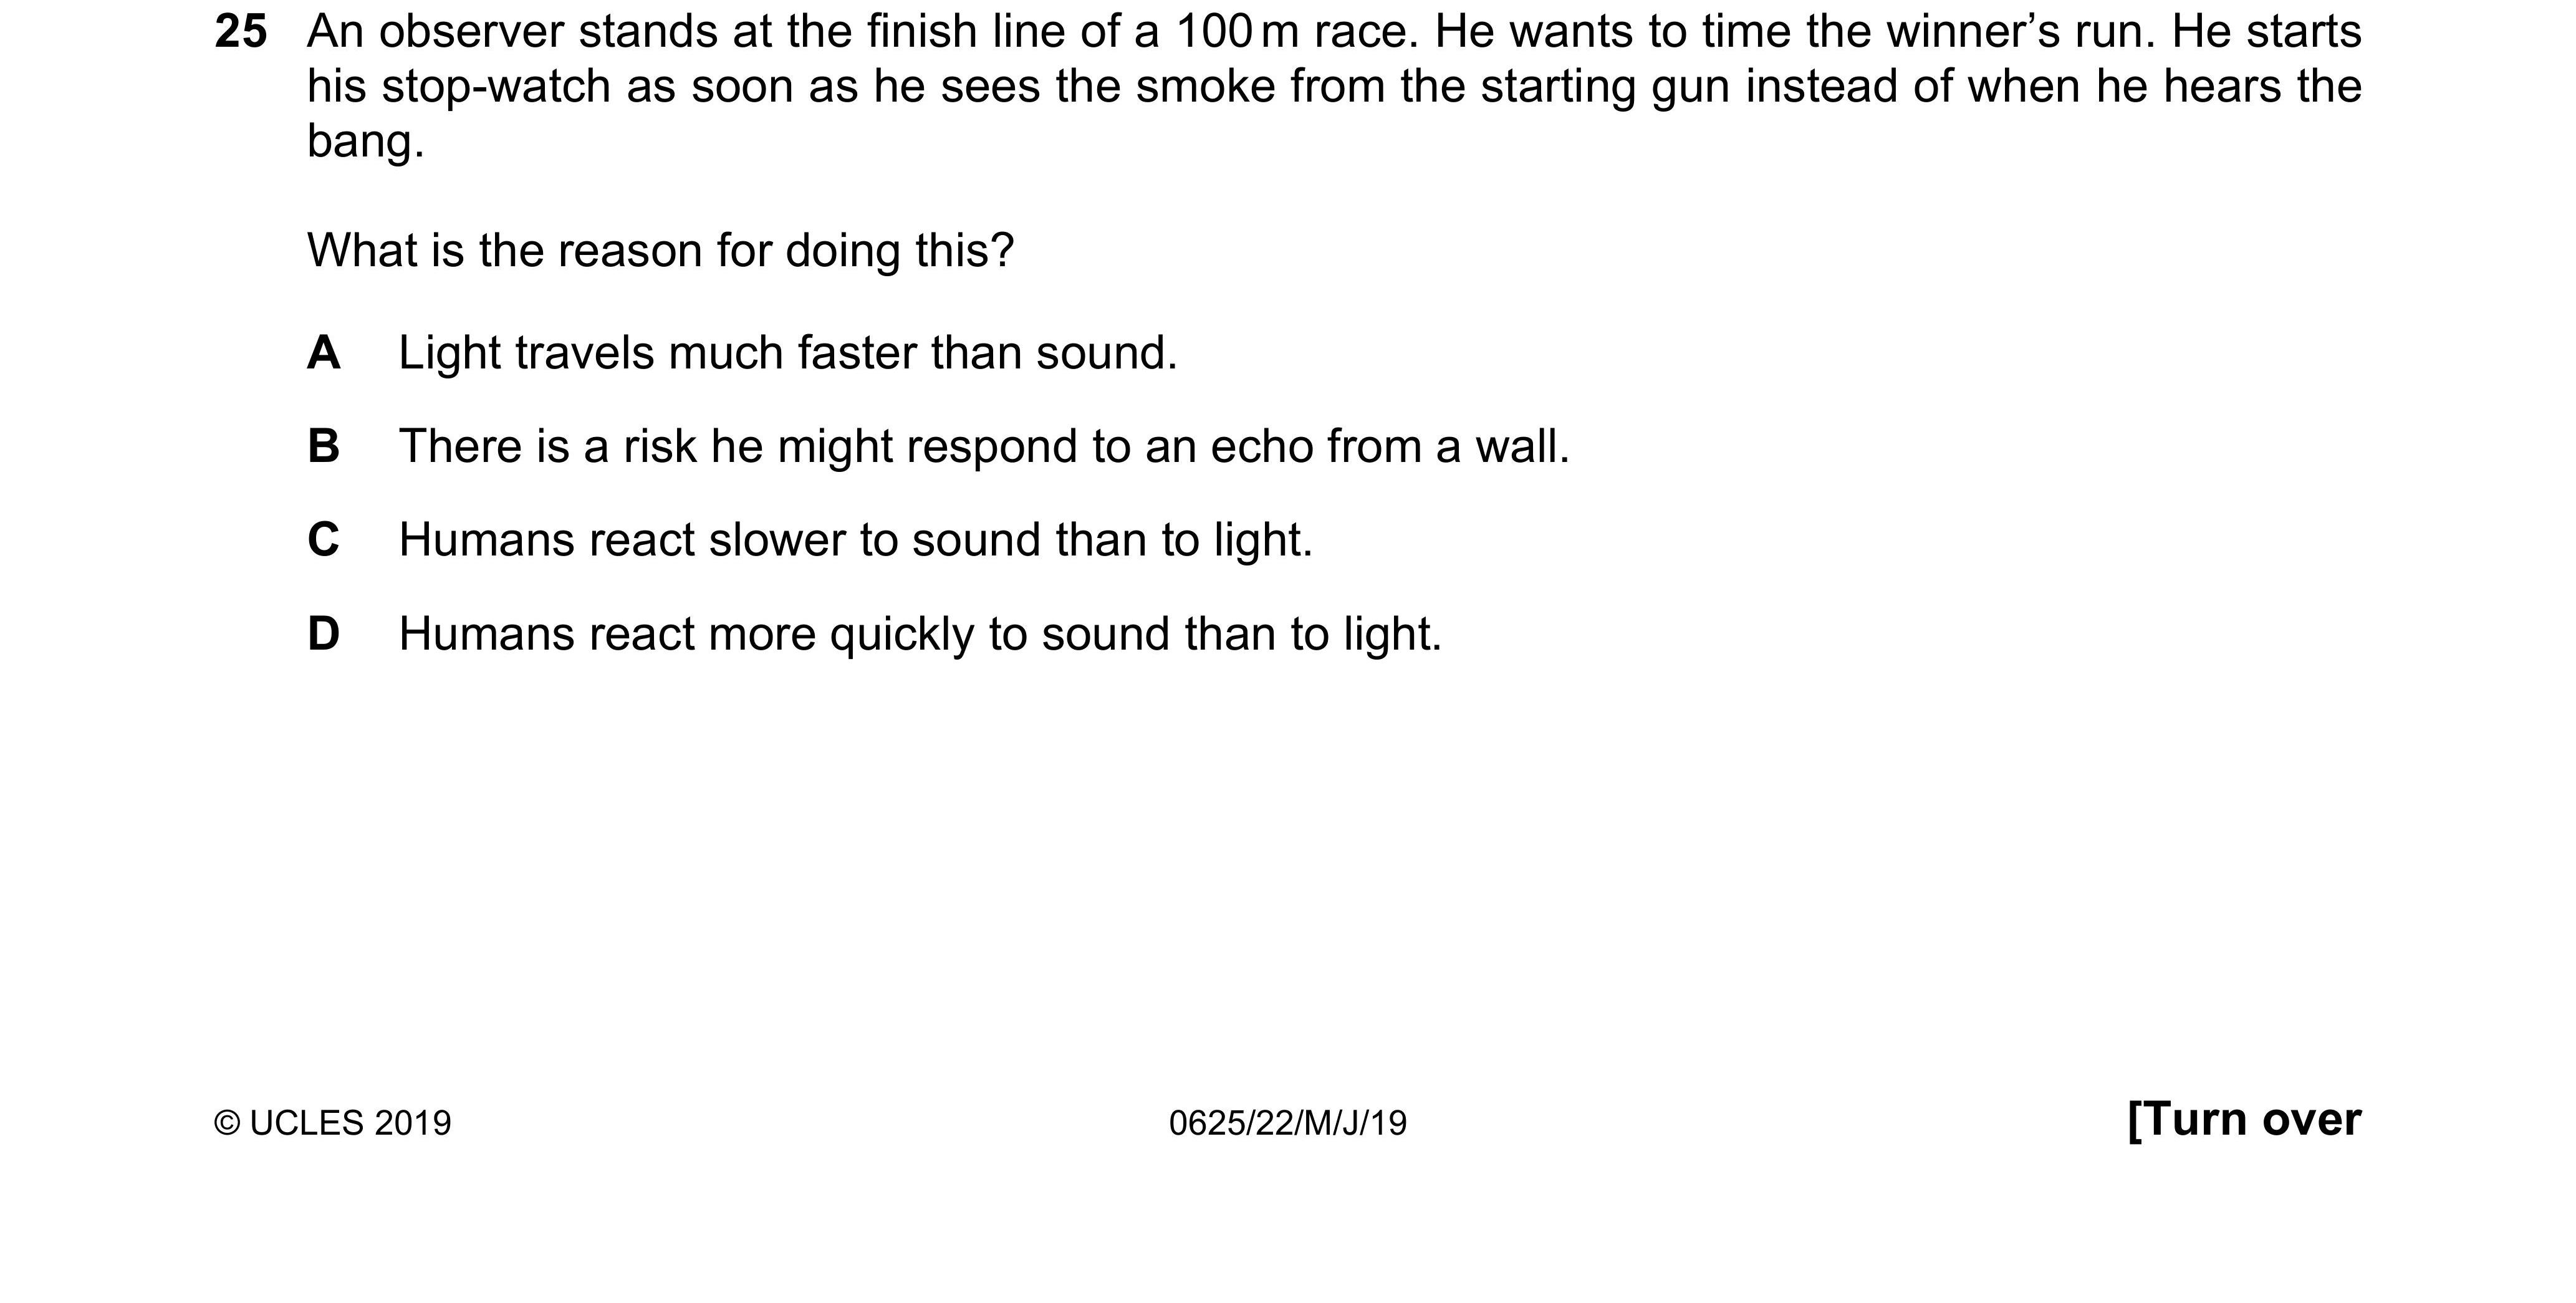 25 An observer stands at the finish line of a 100 m race. He wants to time the winner’s run. He starts
his stop-watch as soon as he sees the smoke from the starting gun instead of when he hears the
bang.
What is the reason for doing this?
A Light travels much faster than sound.
B There is a risk he might respond to an echo from a wall.
C Humans react slower to sound than to light.
D Humans react more quickly to sound than to light.
© UCLES 2019 0625/22/M/J/19 [Turn over